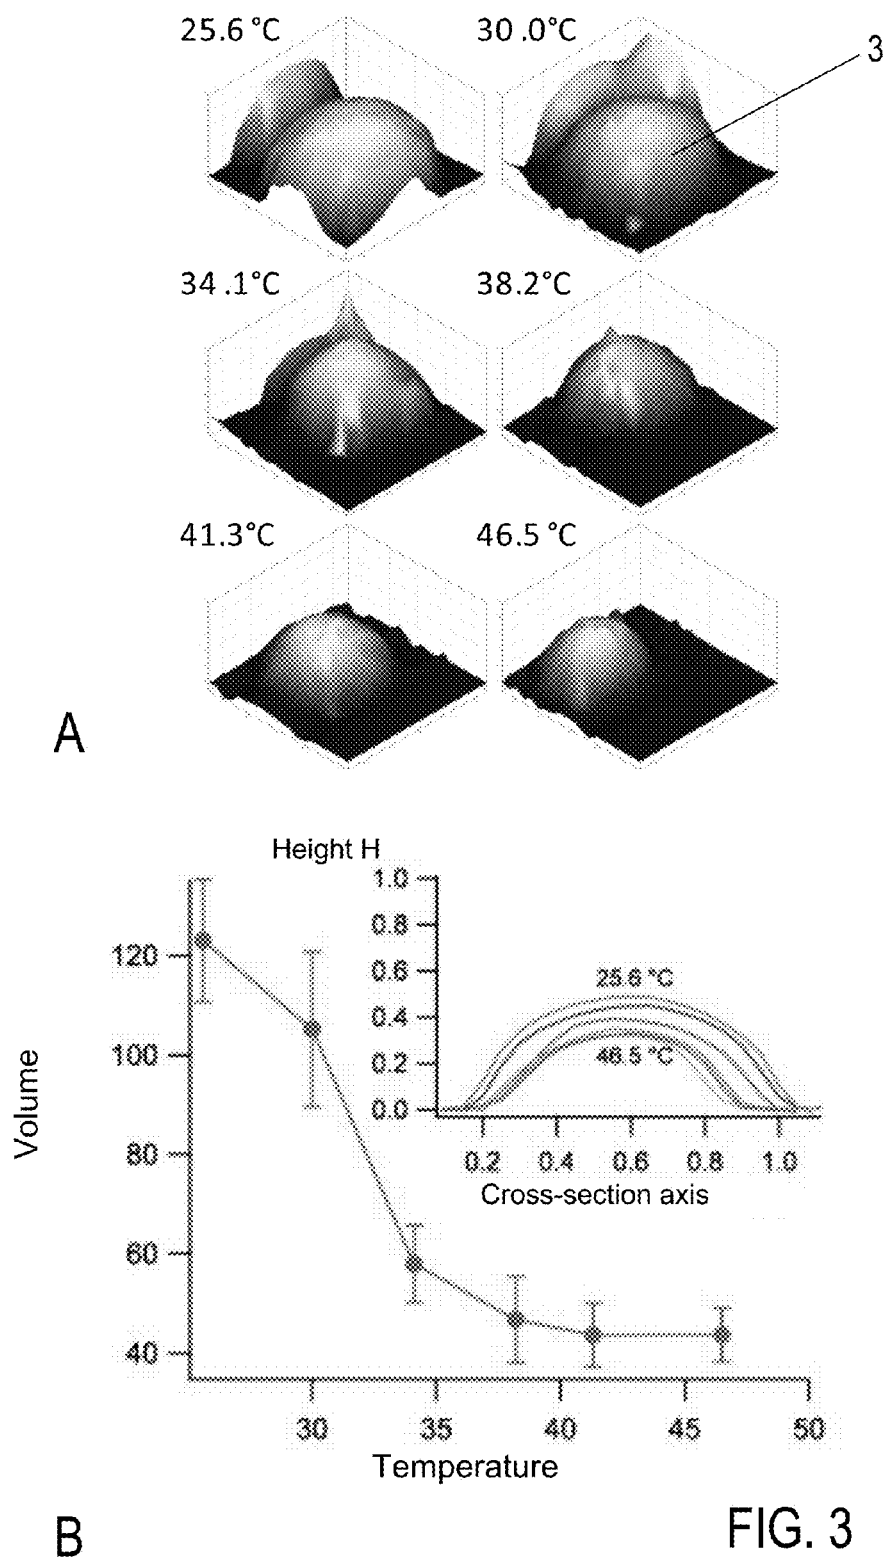 25.6 °C
30 .0°C
3
34 .1°C
38.2°C
41.3°C
46.5 °C
A
Height H
1.0
0.8
0.6
0.4
0.2
0.0
25.6 °C
46.5 °C
0.2 0.4 0.6 0.8 1.0
Cross-section axis
120
100
80
60
40
Volume
30 35 40 45 50
Temperature
B
FIG. 3